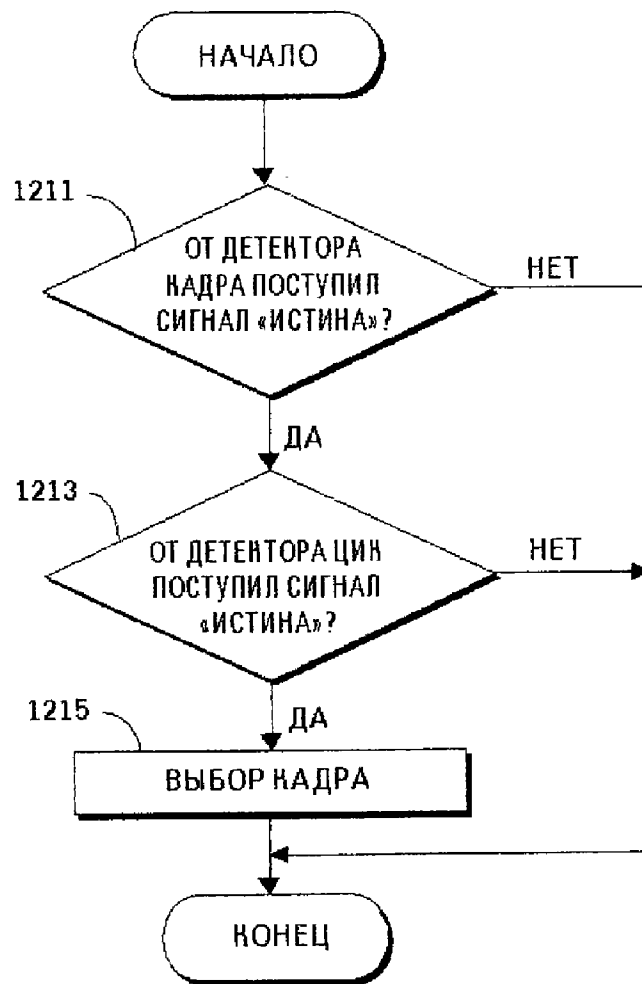 НАЧАЛО
1211
ОТ ДЕТЕКТОРА
КАДРА ПОСТУПИЛ
СИГНАЛ «ИСТИНА»?
НЕТ
ДА
1213
ОТ ДЕТЕКТОРА ЦИК
ПОСТУПИЛ СИГНАЛ
«ИСТИНА»?
НЕТ
ДА
1215
ВЫБОР КАДРА
КОНЕЦ